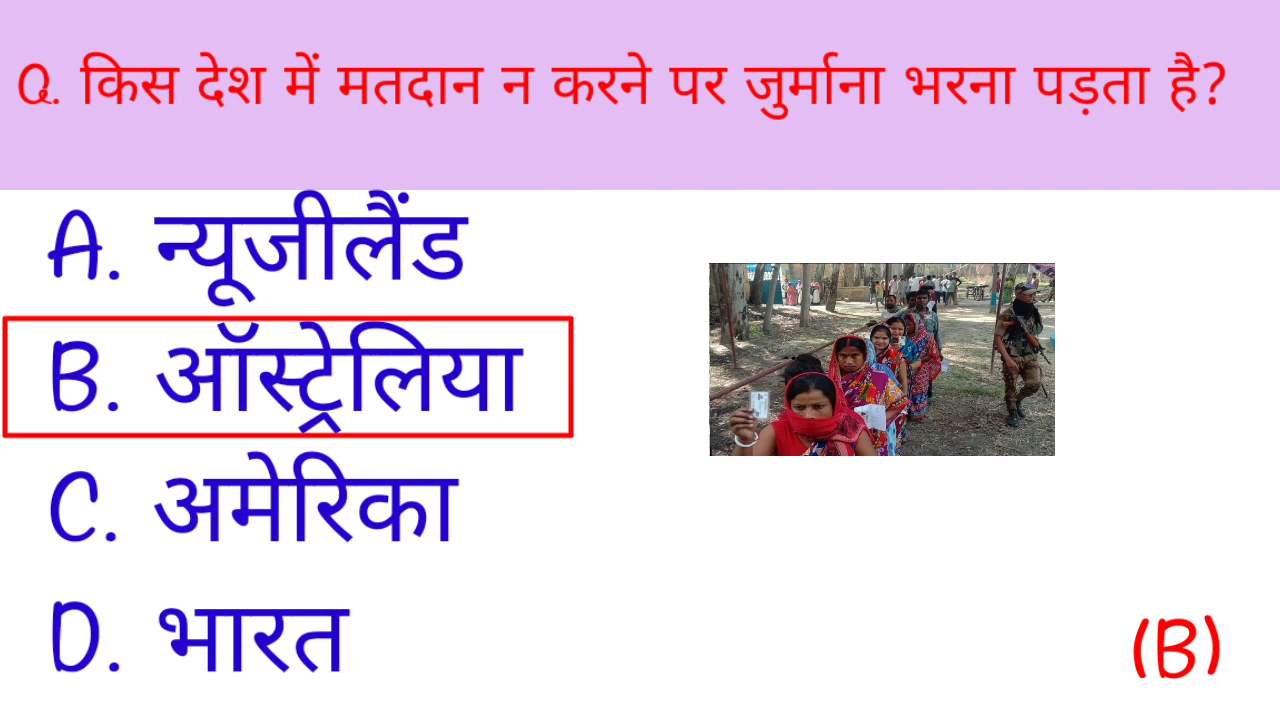 Q. किस देश में मतदान न करने पर जुर्माना भरना पड़ता है?
A. न्यूजीलैंड
B. ऑस्ट्रेलिया
C. अमेरिका
D. भारत
(B)